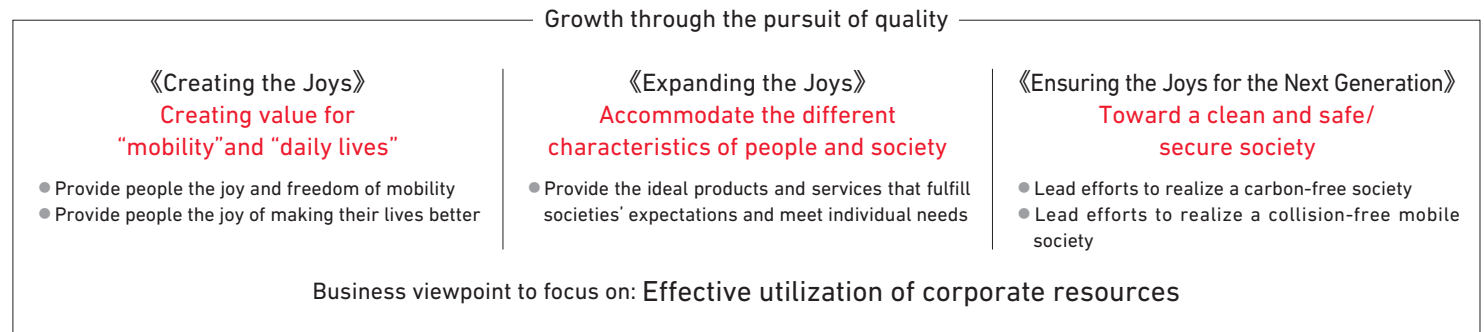 Growth through the pursuit of quality
《Creating the Joys》
Creating value for
“mobility”and “daily lives”
● Provide people the joy and freedom of mobility
● Provide people the joy of making their lives better
《Expanding the Joys》
Accommodate the different
characteristics of people and society
● Provide the ideal products and services that fulfill
societies’ expectations and meet individual needs
《Ensuring the Joys for the Next Generation》
Toward a clean and safe/
secure society
● Lead efforts to realize a carbon-free society
● Lead efforts to realize a collision-free mobile
society
Business viewpoint to focus on: Effective utilization of corporate resources